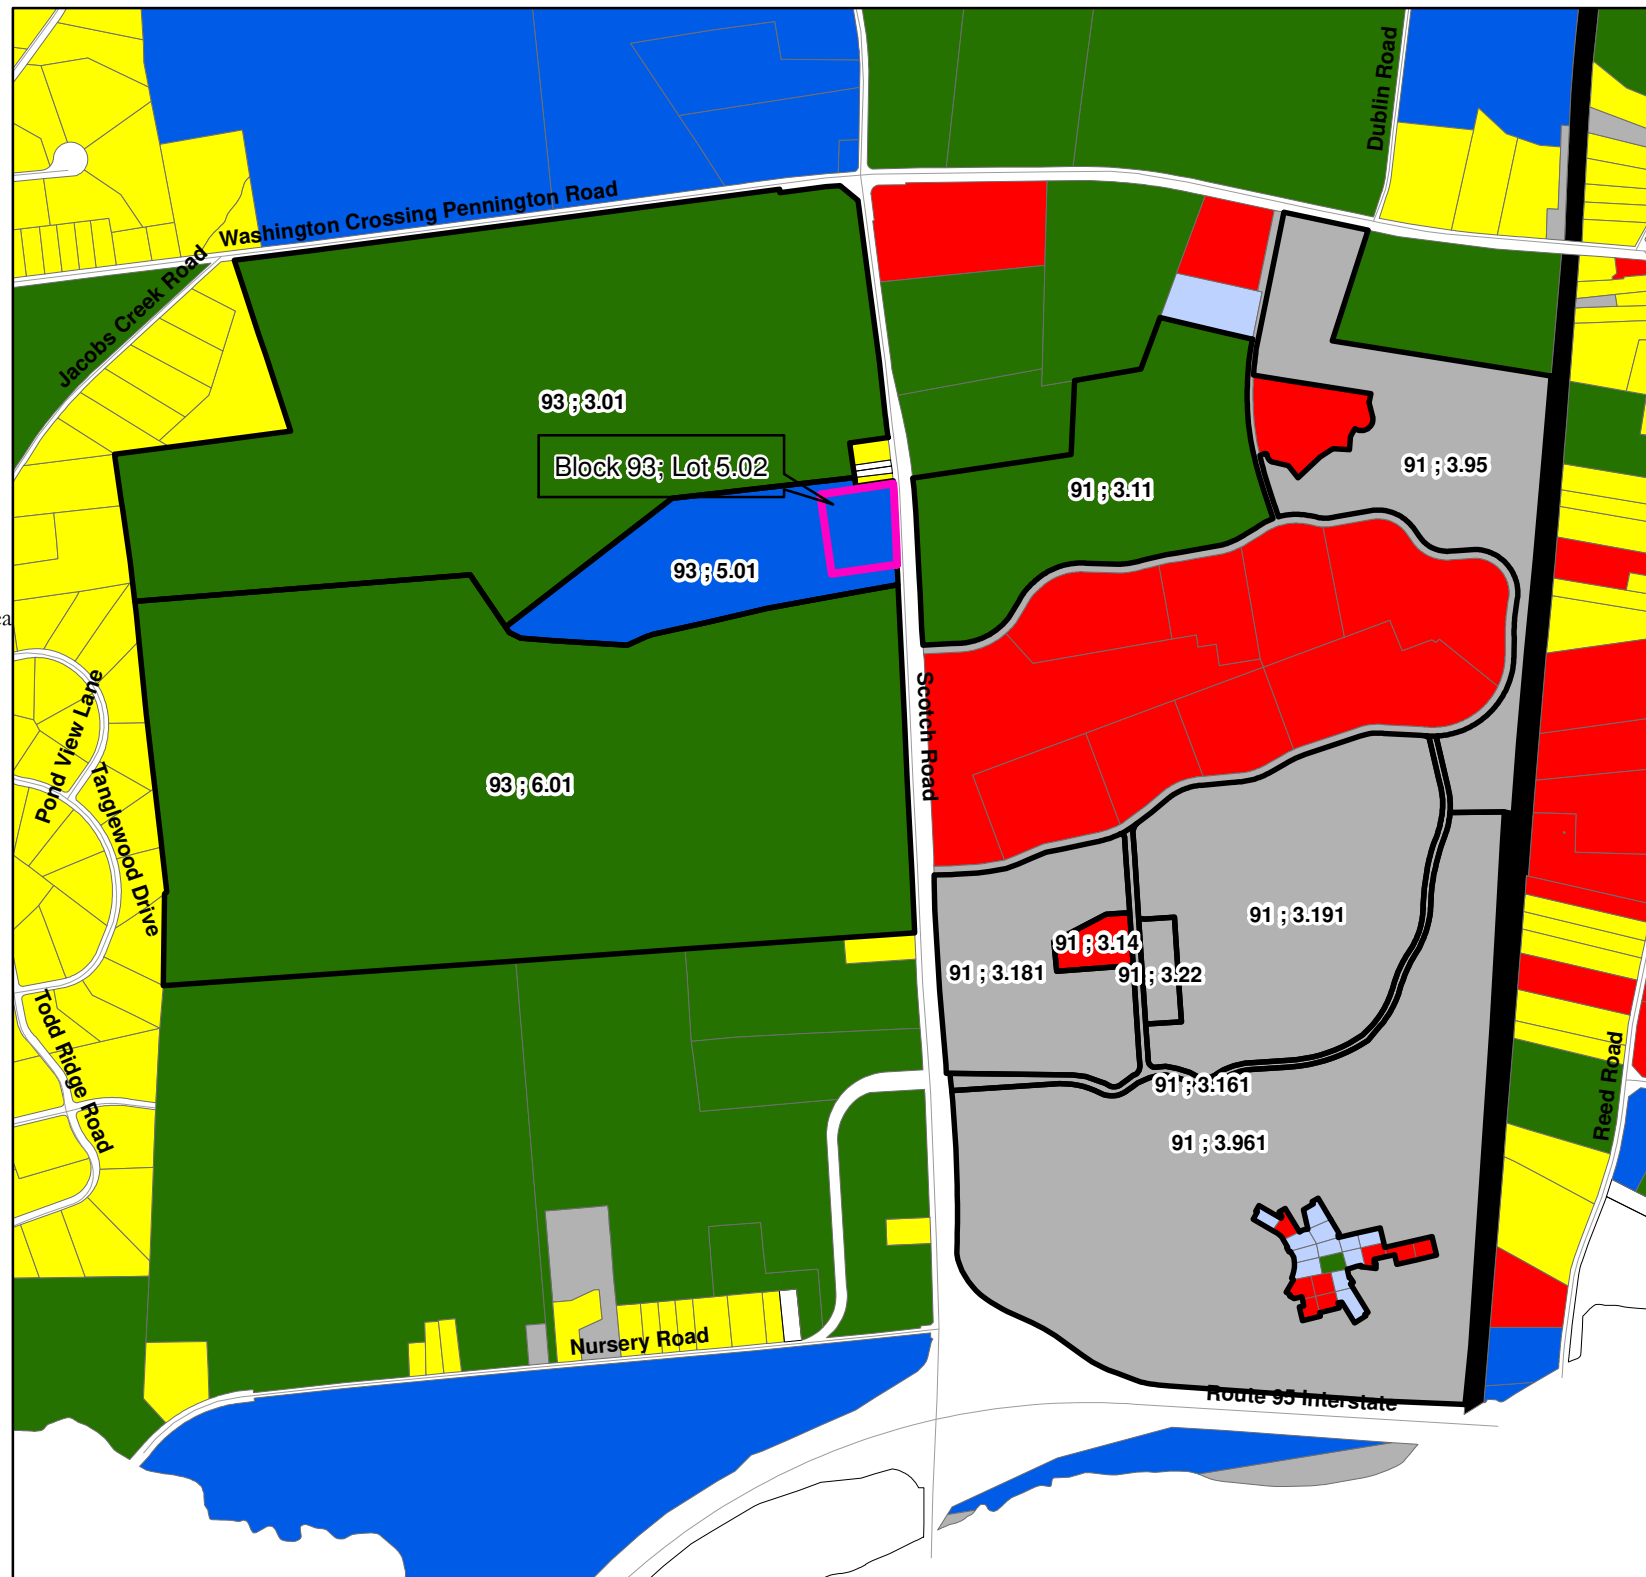 Dublin Road
Washington Crossing Pennington Road
Jacobs Creek Road
93 ; 3.01
Block 93; Lot 5.02
91 ; 3.95
91 ; 3.11
93 ; 5.01
Scotch Road
Pond View Lane
93 ; 6.01
Tanglewood Drive
91 ; 3.191
91 ; 3.14
91 ; 3.181
91 ; 3.22
Todd Ridge Road
91 ; 3.161
Reed Road
91 ; 3.961
Nursery Road
Route 95 Interstate